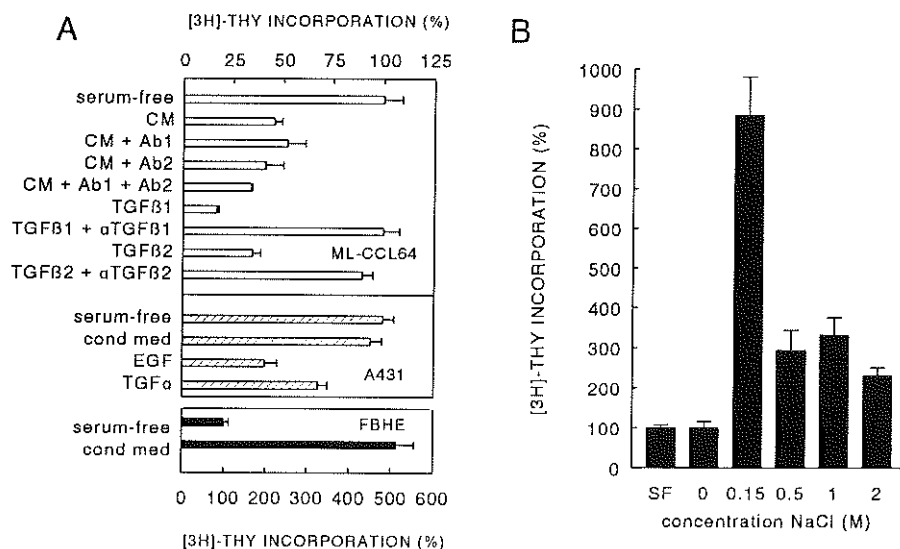 A
[3H]-THY INCORPORATION (%)
0 25 50 75 100 125
serum-free
CM
CM + Ab1
CM + Ab2
CM + Ab1 + Ab2
TGFß1
TGFß1 + αTGFß1
TGFß2
TGFß2 + αTGFß2
ML-CCL64
serum-free
cond med
EGF
TGFα
A431
serum-free
cond med
FBHE
0 100 200 300 400 500 600
[3H]-THY INCORPORATION (%)
B
[3H]-THY INCORPORATION (%)
1000
900
800
700
600
500
400
300
200
100
0
SF 0 0.15 0.5 1 2
concentration NaCl (M)